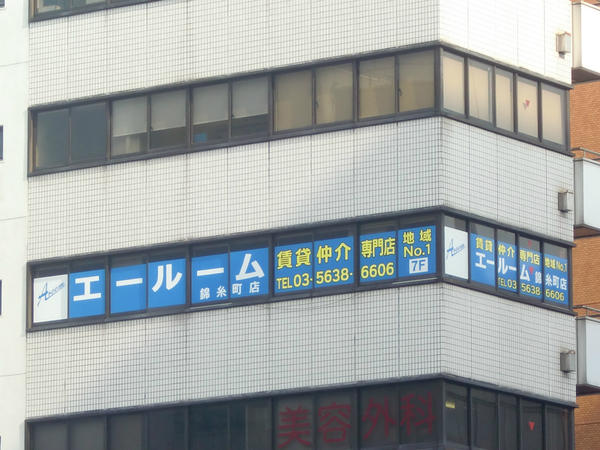 エールーム
錦糸町店
賃貸仲介専門店
TEL03-5638-6606
地域
No.1
7F
賃貸仲介専門店地域No.1
エールーム錦糸町店
TEL03-5638-6606
美容外科